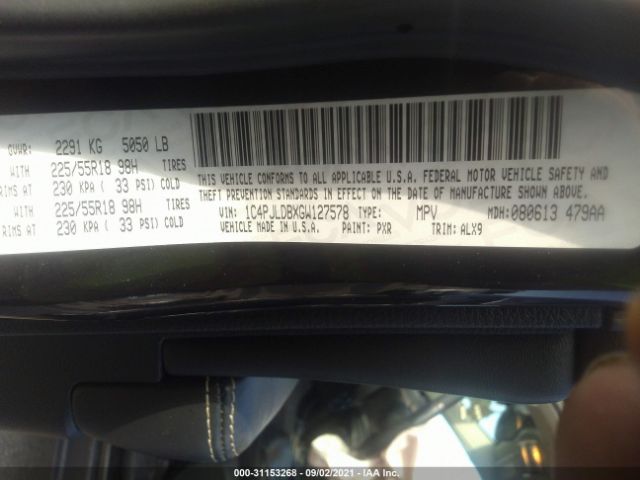 GVWR: 2291 KG 5050 LB
WITH 225/55R18 98H TIRES
RIMS AT 230 KPA ( 33 PSI) COLD
WITH 225/55R18 98H TIRES
RIMS AT 230 KPA ( 33 PSI) COLD
THIS VEHICLE CONFORMS TO ALL APPLICABLE U.S.A. FEDERAL MOTOR VEHICLE SAFETY AND
THEFT PREVENTION STANDARDS IN EFFECT ON THE DATE OF MANUFACTURE SHOWN ABOVE.
VIN: 1C4PJLDBXGW127578 TYPE: MPV MDH:080613 479AA
VEHICLE MADE IN U.S.A. PAINT: PXR TRIM: ALX9
000-31153268 - 09/02/2021 - IAA Inc.